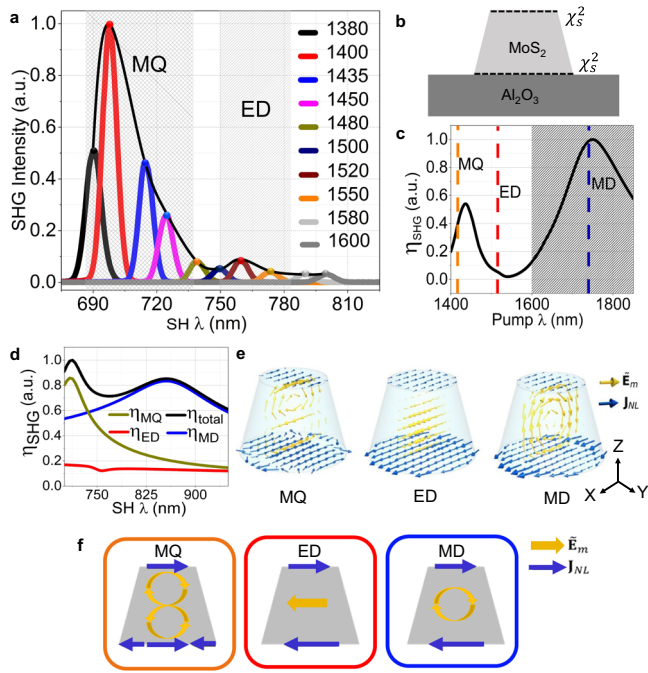 a
SHG Intensity (a.u.)
1.0
0.8
0.6
0.4
0.2
0.0
MQ
ED
1380
1400
1435
1450
1480
1500
1520
1550
1580
1600
690
720
750
780
810
SH λ (nm)
b
χs²
MoS₂
χs²
Al₂O₃
c
ηSHG (a.u.)
1.0
0.8
0.6
0.4
0.2
0.0
MQ
ED
MD
1400
1600
1800
Pump λ (nm)
d
ηSHG (a.u.)
1.0
0.8
0.6
0.4
0.2
0.0
ηMQ
ηtotal
ηED
ηMD
750
825
900
SH λ (nm)
e
Ẽm
JNL
MQ
ED
MD
Z
X
Y
f
MQ
ED
MD
Ẽm
JNL